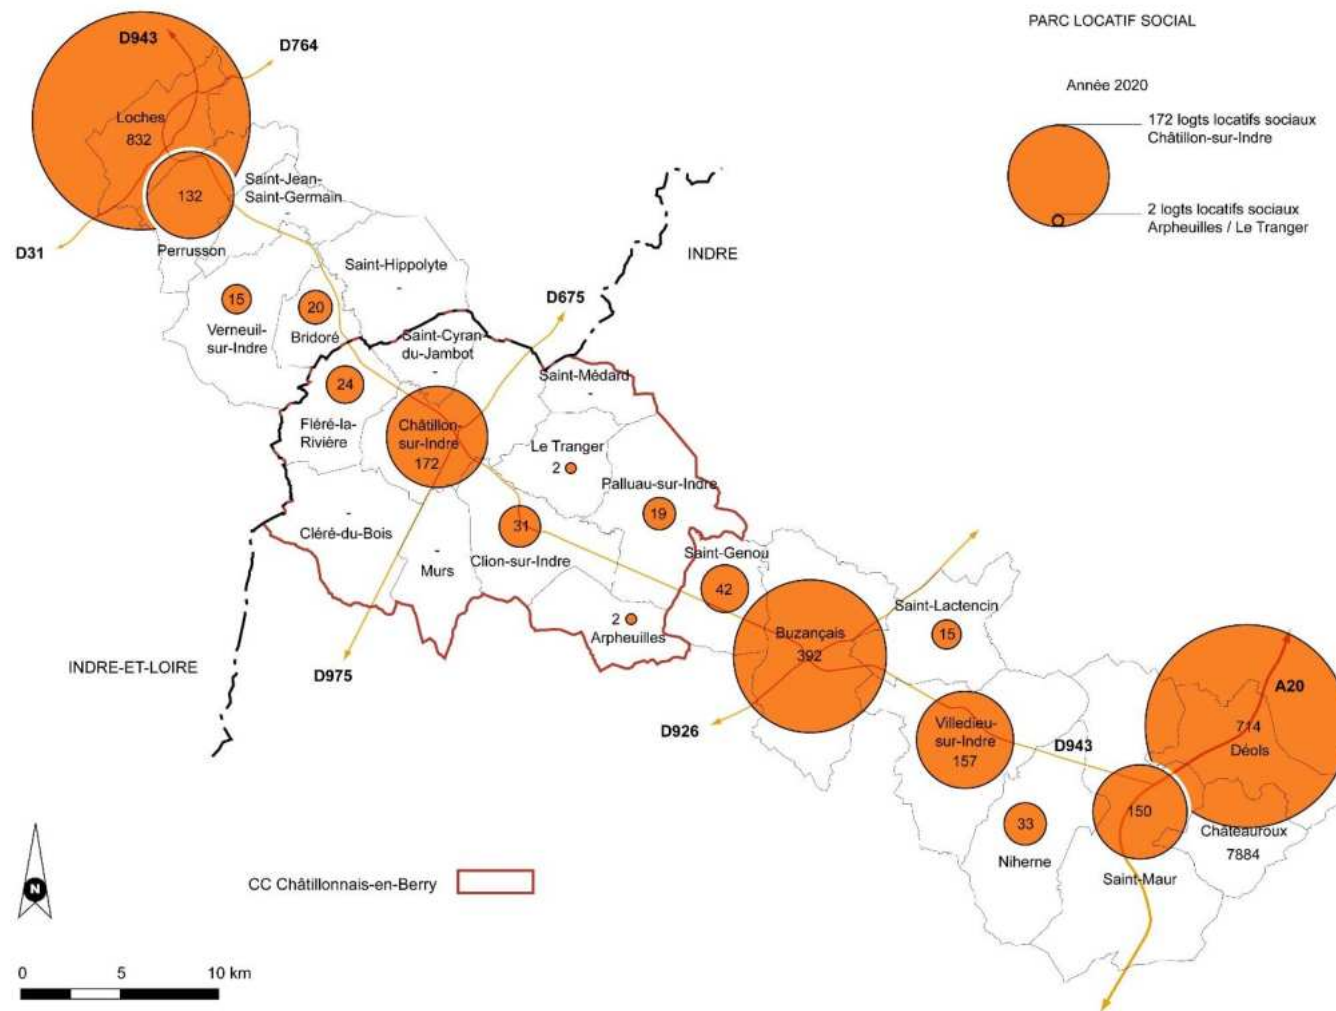 PARC LOCATIF SOCIAL
Année 2020
172 logts locatifs sociaux
Châtillon-sur-Indre
2 logts locatifs sociaux
Arpheuilles / Le Tranger
D943
D764
Loches
832
132
Saint-Jean-
Saint-Germain
-
Perrusson
D31
Saint-Hippolyte
-
INDRE
15
Verneuil-
sur-Indre
20
Bridoré
D675
Saint-Cyran-
du-Jambot
-
Saint-Médard
-
24
Fléré-la-
Rivière
Châtillon-
sur-Indre
172
Le Tranger
2
Palluau-sur-Indre
19
Cléré-du-Bois
-
31
Clion-sur-Indre
-
Murs
Saint-Genou
42
2
Arpheuilles
Saint-Lactencin
15
Buzançais
392
INDRE-ET-LOIRE
D975
D926
A20
714
Déols
Villedieu-
sur-Indre
157
D943
150
33
Niherne
Châteauroux
7884
Saint-Maur
CC Châtillonnais-en-Berry
N
0 5 10 km